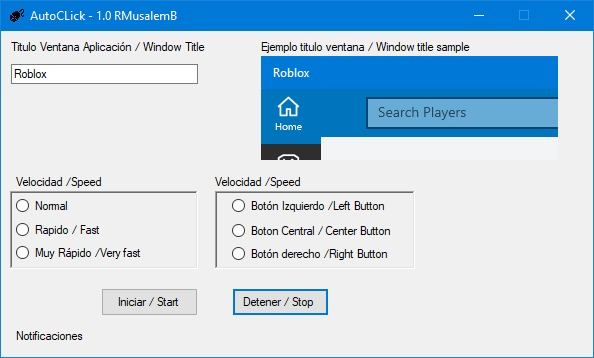 AutoCLick - 1.0 RMusalemB
Titulo Ventana Aplicación / Window Title
Ejemplo titulo ventana / Window title sample
Roblox
Roblox
Search Players
Home
Velocidad /Speed
Velocidad /Speed
Normal
Botón Izquierdo /Left Button
Rapido / Fast
Boton Central / Center Button
Muy Rápido /Very fast
Botón derecho /Right Button
Iniciar / Start
Detener / Stop
Notificaciones